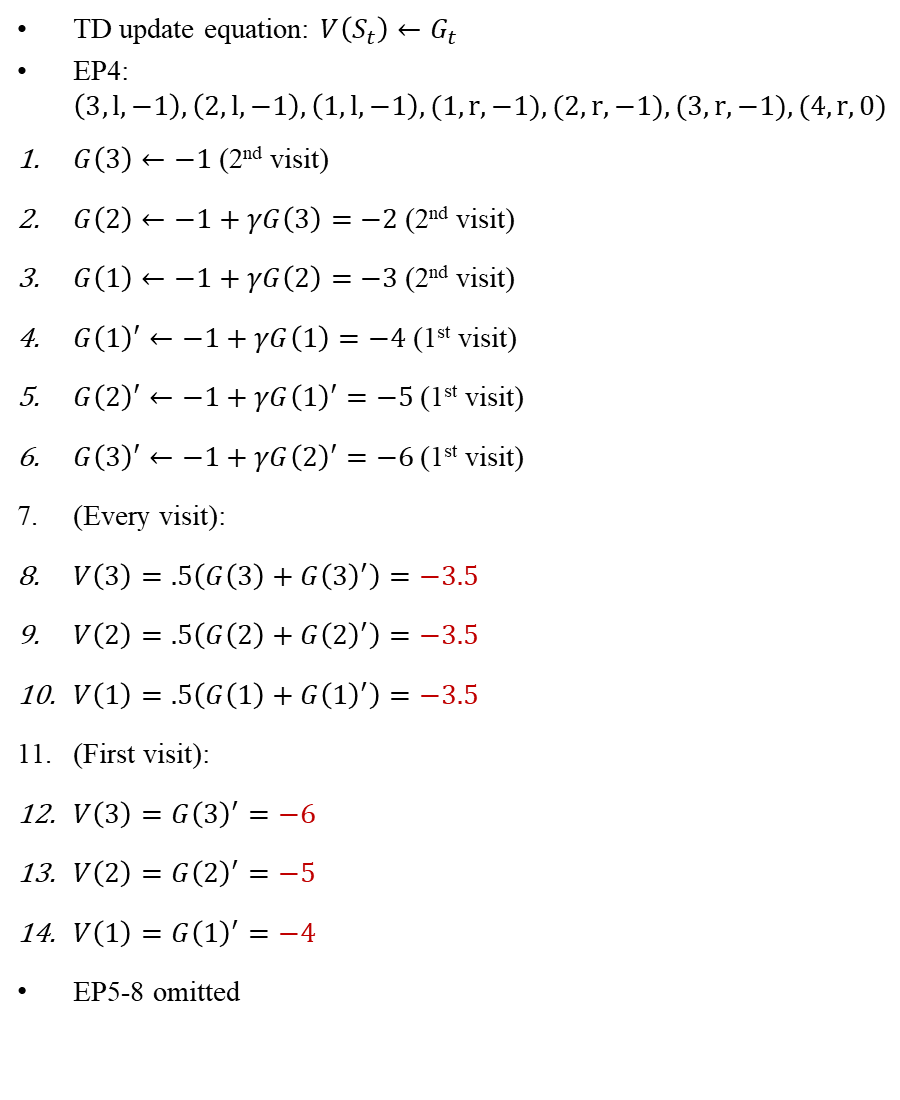 • TD update equation: V(Sₜ) ← Gₜ
• EP4:
(3, l, −1), (2, l, −1), (1, l, −1), (1, r, −1), (2, r, −1), (3, r, −1), (4, r, 0)
1. G(3) ← −1 (2nd visit)
2. G(2) ← −1 + γG(3) = −2 (2nd visit)
3. G(1) ← −1 + γG(2) = −3 (2nd visit)
4. G(1)′ ← −1 + γG(1) = −4 (1st visit)
5. G(2)′ ← −1 + γG(1)′ = −5 (1st visit)
6. G(3)′ ← −1 + γG(2)′ = −6 (1st visit)
7. (Every visit):
8. V(3) = .5(G(3) + G(3)′) = −3.5
9. V(2) = .5(G(2) + G(2)′) = −3.5
10. V(1) = .5(G(1) + G(1)′) = −3.5
11. (First visit):
12. V(3) = G(3)′ = −6
13. V(2) = G(2)′ = −5
14. V(1) = G(1)′ = −4
• EP5-8 omitted